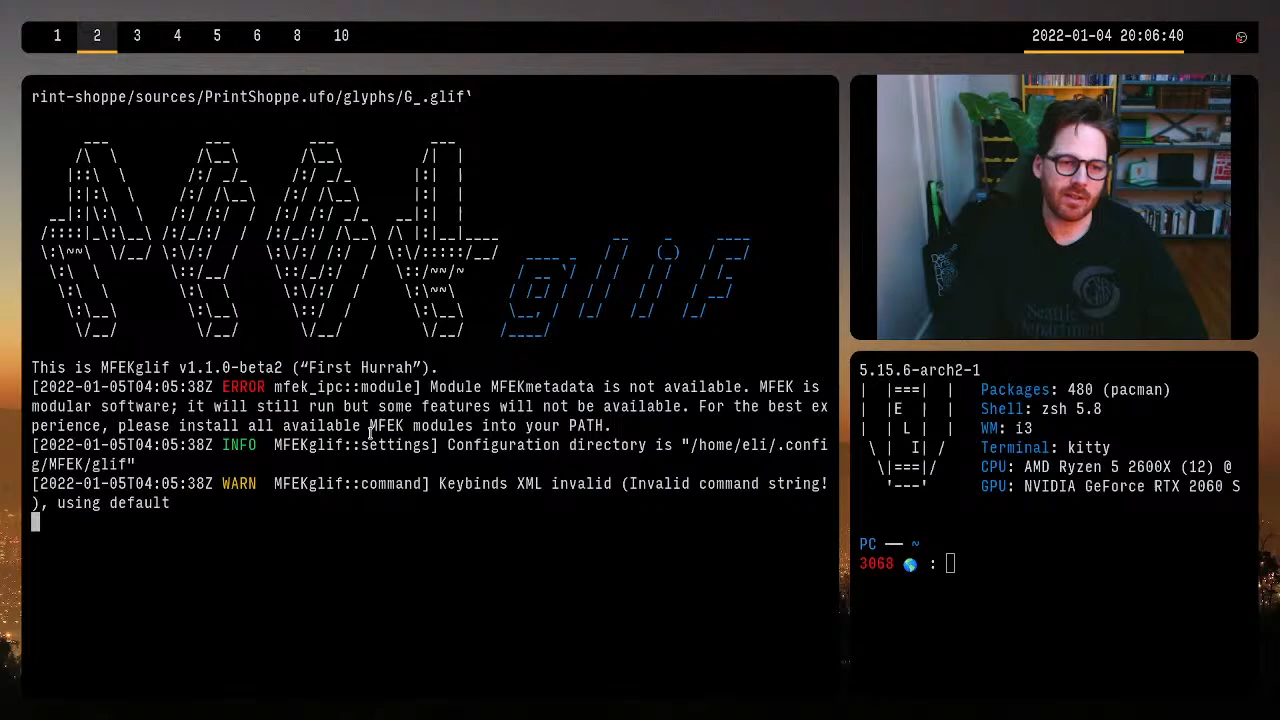 1 2 3 4 5 6 8 10
2022-01-04 20:06:40
rint-shoppe/sources/PrintShoppe.ufo/glyphs/G_.glif`
This is MFEKglif v1.1.0-beta2 (“First Hurrah”).
[2022-01-05T04:05:38Z ERROR mfek_ipc::module] Module MFEKmetadata is not available. MFEK is
modular software; it will still run but some features will not be available. For the best ex
perience, please install all available MFEK modules into your PATH.
[2022-01-05T04:05:38Z INFO  MFEKglif::settings] Configuration directory is "/home/eli/.confi
g/MFEK/glif"
[2022-01-05T04:05:38Z WARN  MFEKglif::command] Keybinds XML invalid (Invalid command string!
), using default
Seattle
Department
5.15.6-arch2-1
E
L
I
Packages: 480 (pacman)
Shell: zsh 5.8
WM: i3
Terminal: kitty
CPU: AMD Ryzen 5 2600X (12) @
GPU: NVIDIA GeForce RTX 2060 S
PC — ~
3068 🌎 :